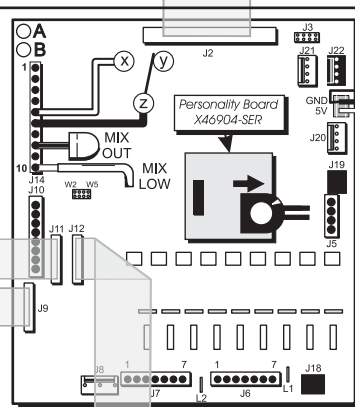 A
B
J2
J3
J21
J22
1
x
y
z
GND
5V
Personality Board
X46904-SER
MIX
OUT
J20
10
MIX
LOW
J14
J10
W2
W5
J19
J11
J12
J5
J9
J8
1
7
1
7
J7
L2
J6
L1
J18